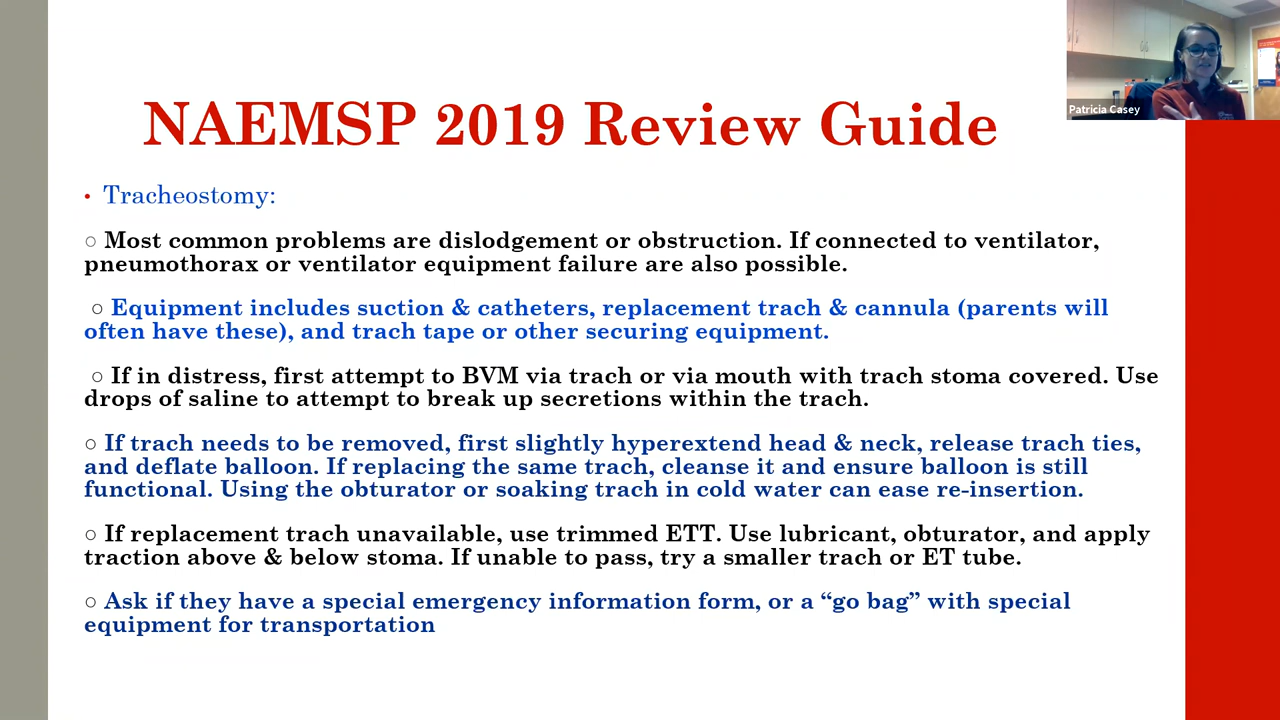 NAEMSP 2019 Review Guide
Patricia Casey
• Tracheostomy:
○ Most common problems are dislodgement or obstruction. If connected to ventilator,
pneumothorax or ventilator equipment failure are also possible.
○ Equipment includes suction & catheters, replacement trach & cannula (parents will
often have these), and trach tape or other securing equipment.
○ If in distress, first attempt to BVM via trach or via mouth with trach stoma covered. Use
drops of saline to attempt to break up secretions within the trach.
○ If trach needs to be removed, first slightly hyperextend head & neck, release trach ties,
and deflate balloon. If replacing the same trach, cleanse it and ensure balloon is still
functional. Using the obturator or soaking trach in cold water can ease re-insertion.
○ If replacement trach unavailable, use trimmed ETT. Use lubricant, obturator, and apply
traction above & below stoma. If unable to pass, try a smaller trach or ET tube.
○ Ask if they have a special emergency information form, or a “go bag” with special
equipment for transportation